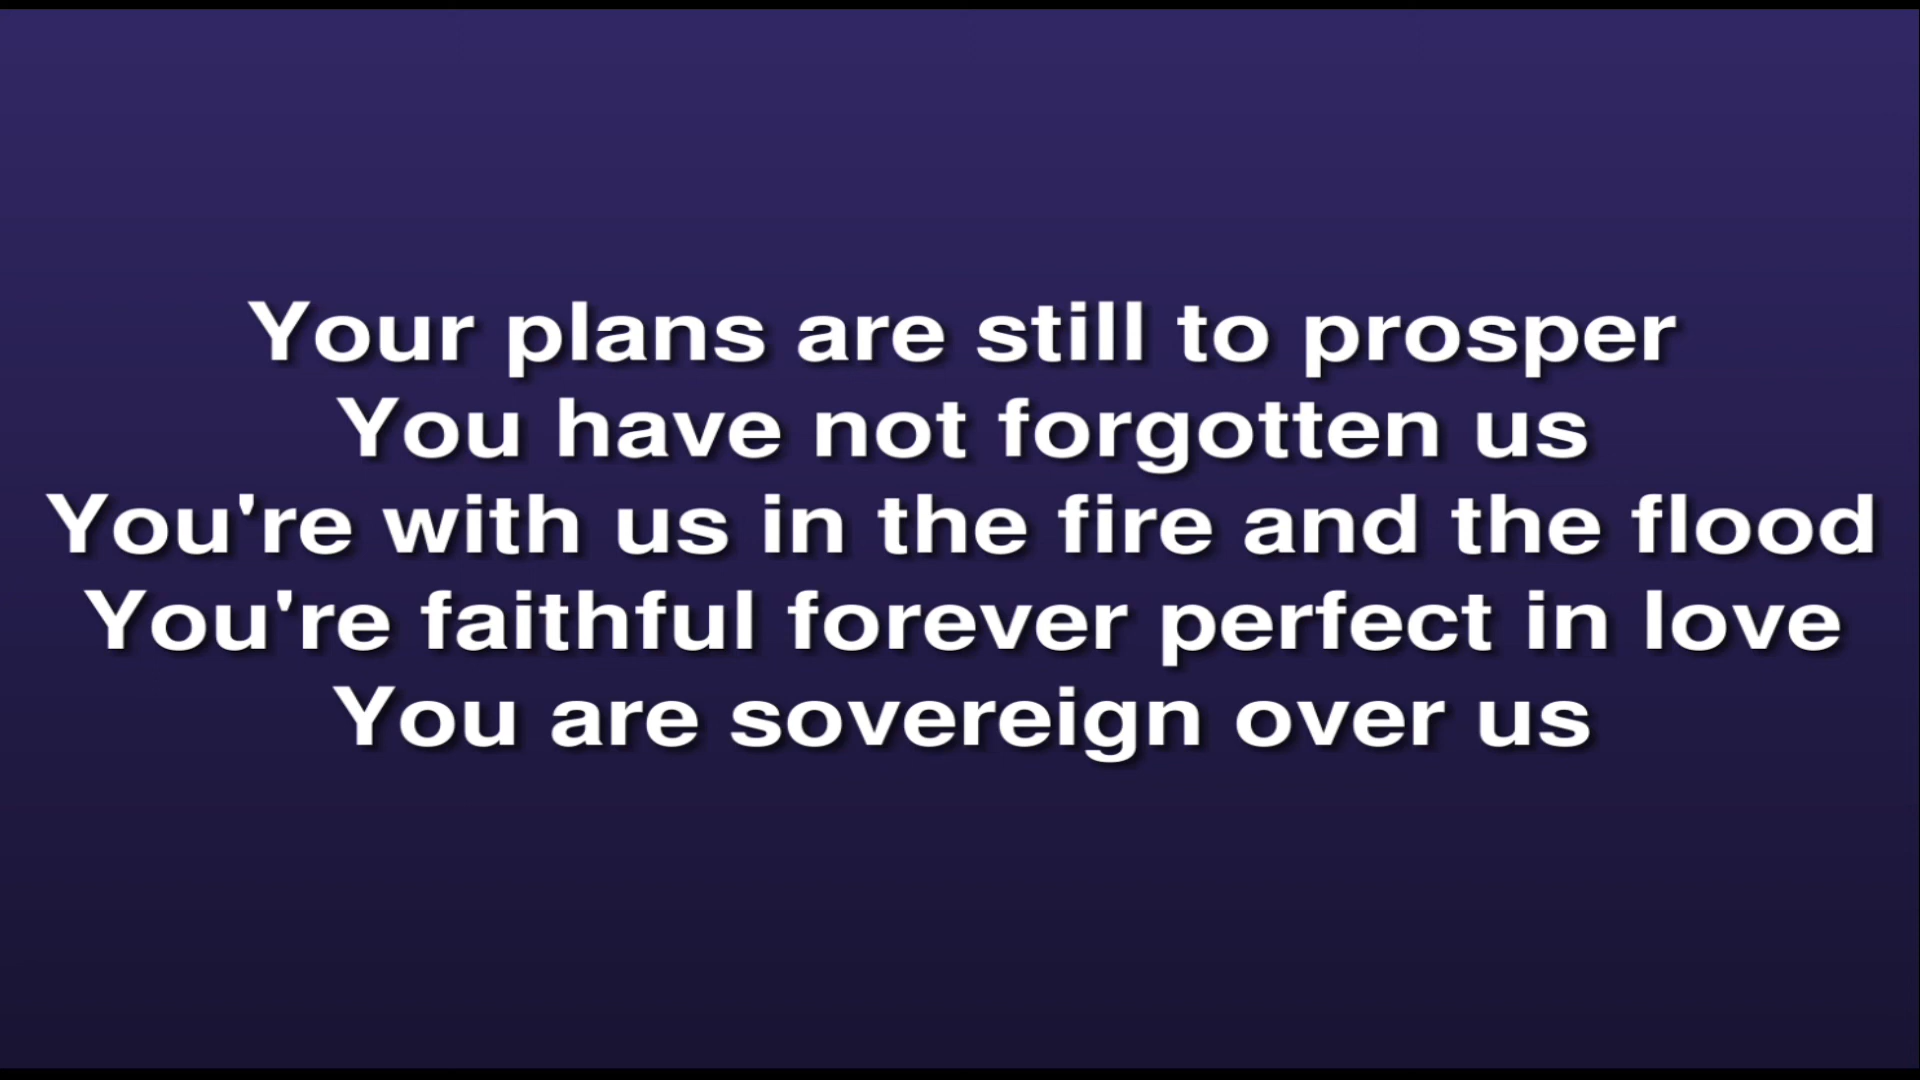 Your plans are still to prosper
You have not forgotten us
You're with us in the fire and the flood
You're faithful forever perfect in love
You are sovereign over us